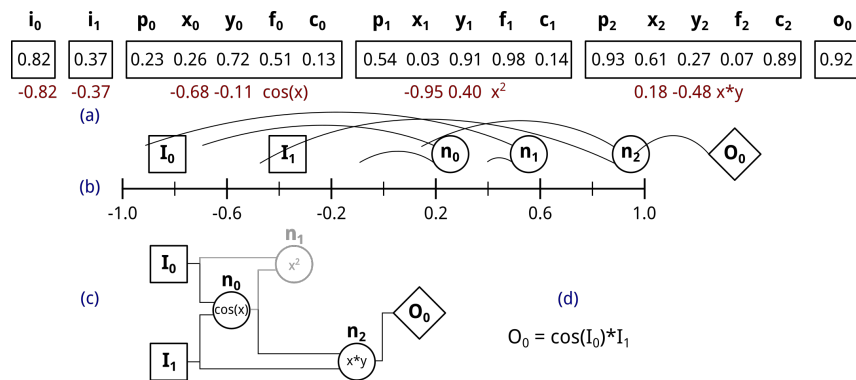 i₀ i₁ p₀ x₀ y₀ f₀ c₀ p₁ x₁ y₁ f₁ c₁ p₂ x₂ y₂ f₂ c₂ o₀
0.82 0.37 0.23 0.26 0.72 0.51 0.13 0.54 0.03 0.91 0.98 0.14 0.93 0.61 0.27 0.07 0.89 0.92
-0.82 -0.37 -0.68 -0.11 cos(x) -0.95 0.40 x² 0.18 -0.48 x*y
(a)
I₀ I₁ n₀ n₁ n₂ O₀
(b)
-1.0 -0.6 -0.2 0.2 0.6 1.0
n₁
I₀ x²
n₀
(c) cos(x) O₀ (d)
n₂ O₀ = cos(I₀)*I₁
I₁ x*y